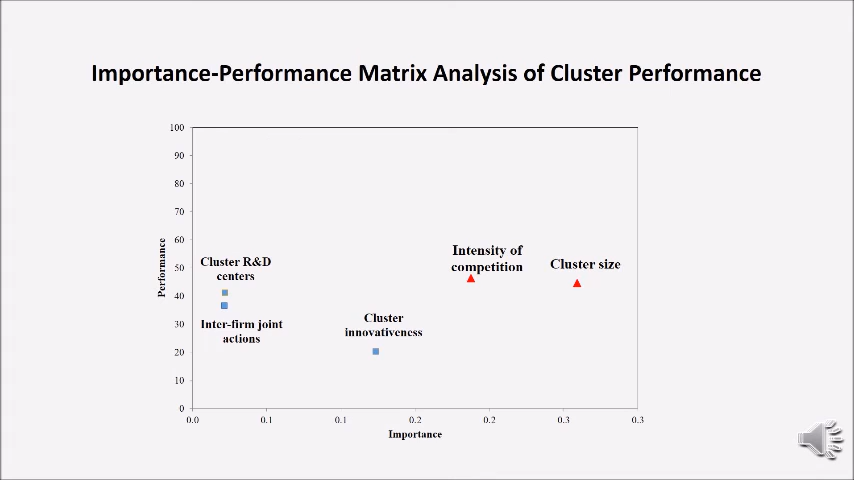 Importance-Performance Matrix Analysis of Cluster Performance
100
90
80
70
60
50
40
30
20
10
0
Performance
Cluster R&D
centers
Inter-firm joint
actions
Cluster
innovativeness
Intensity of
competition
Cluster size
0.0 0.1 0.1 0.2 0.2 0.3 0.3
Importance